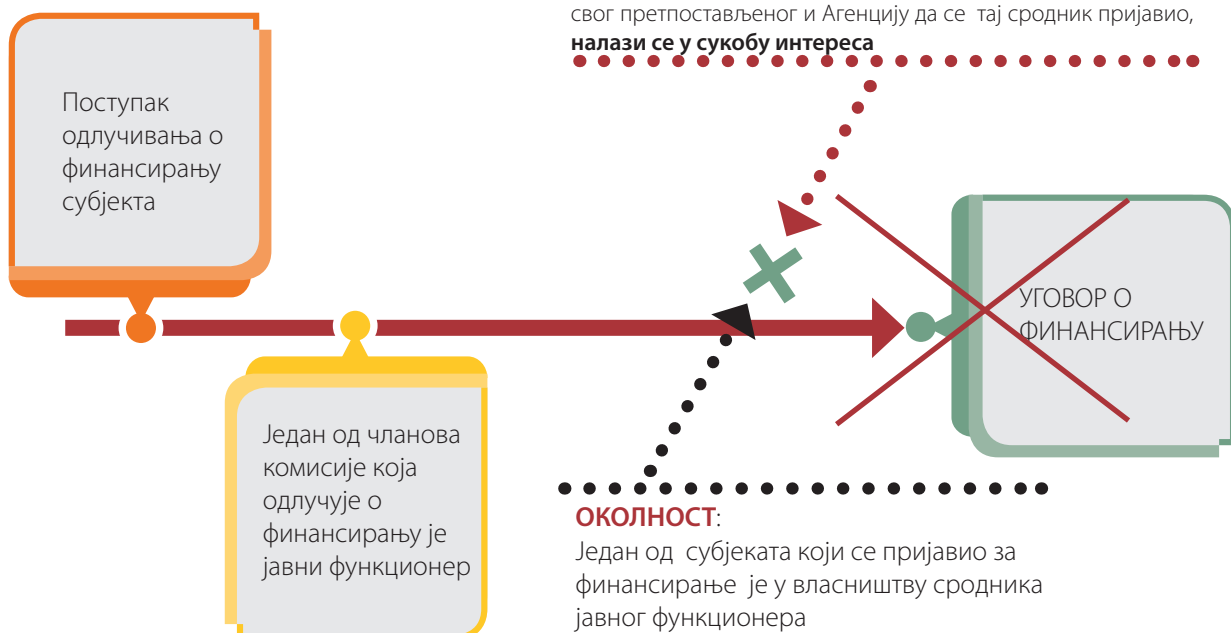 свог претпостављеног и Агенцију да се тај сродник пријавио,
налази се у сукобу интереса
Поступак
одлучивања о
финансирању
субјекта
УГОВОР О
ФИНАНСИРАЊУ
Један од чланова
комисије која
одлучује о
финансирању је
јавни функционер
ОКОЛНОСТ:
Један од субјеката који се пријавио за
финансирање је у власништву сродника
јавног функционера